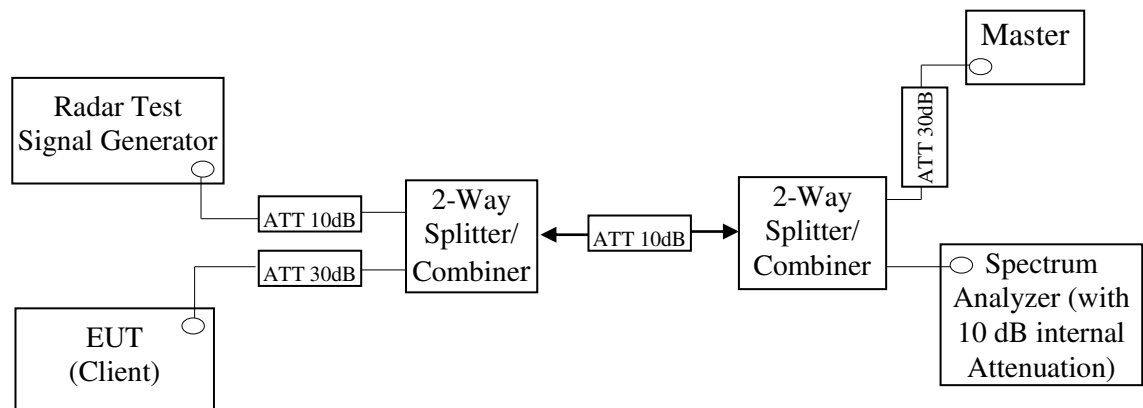 Master
Radar Test
Signal Generator
ATT 30dB
2-Way
Splitter/
Combiner
ATT 10dB
ATT 30dB
ATT 10dB
2-Way
Splitter/
Combiner
EUT
(Client)
Spectrum
Analyzer (with
10 dB internal
Attenuation)